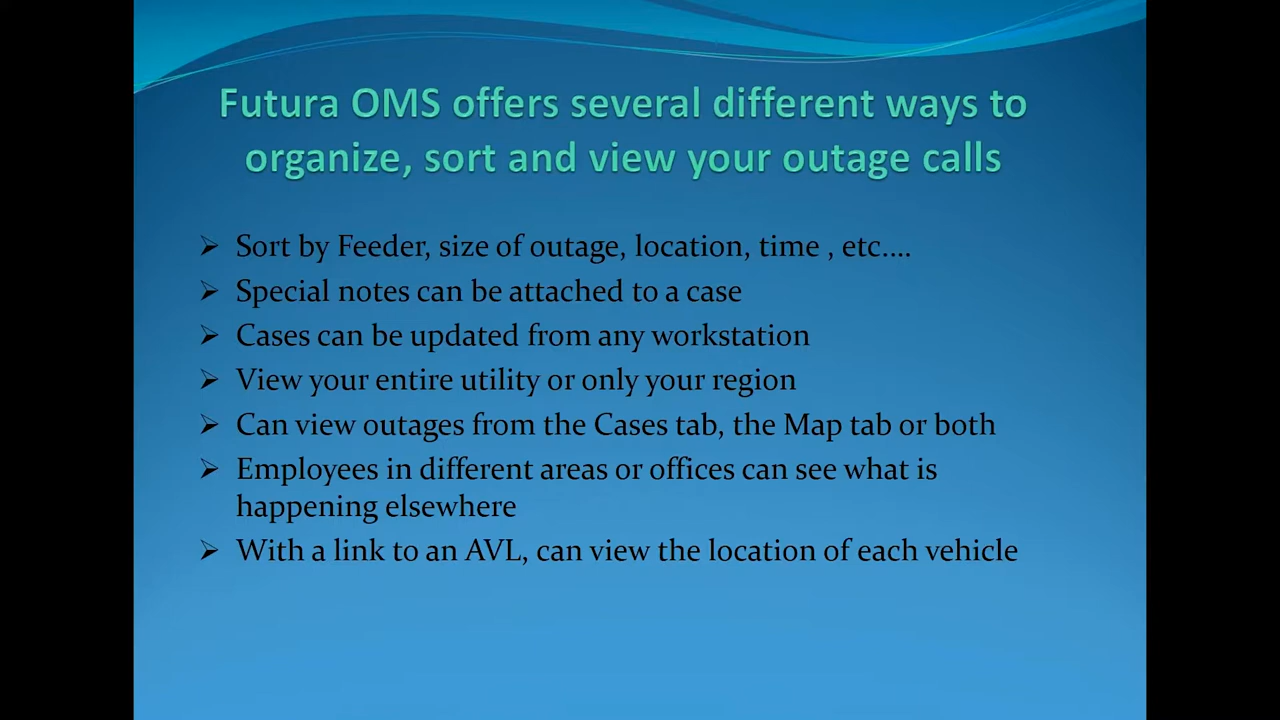 Futura OMS offers several different ways to
organize, sort and view your outage calls
➢ Sort by Feeder, size of outage, location, time , etc....
➢ Special notes can be attached to a case
➢ Cases can be updated from any workstation
➢ View your entire utility or only your region
➢ Can view outages from the Cases tab, the Map tab or both
➢ Employees in different areas or offices can see what is
happening elsewhere
➢ With a link to an AVL, can view the location of each vehicle